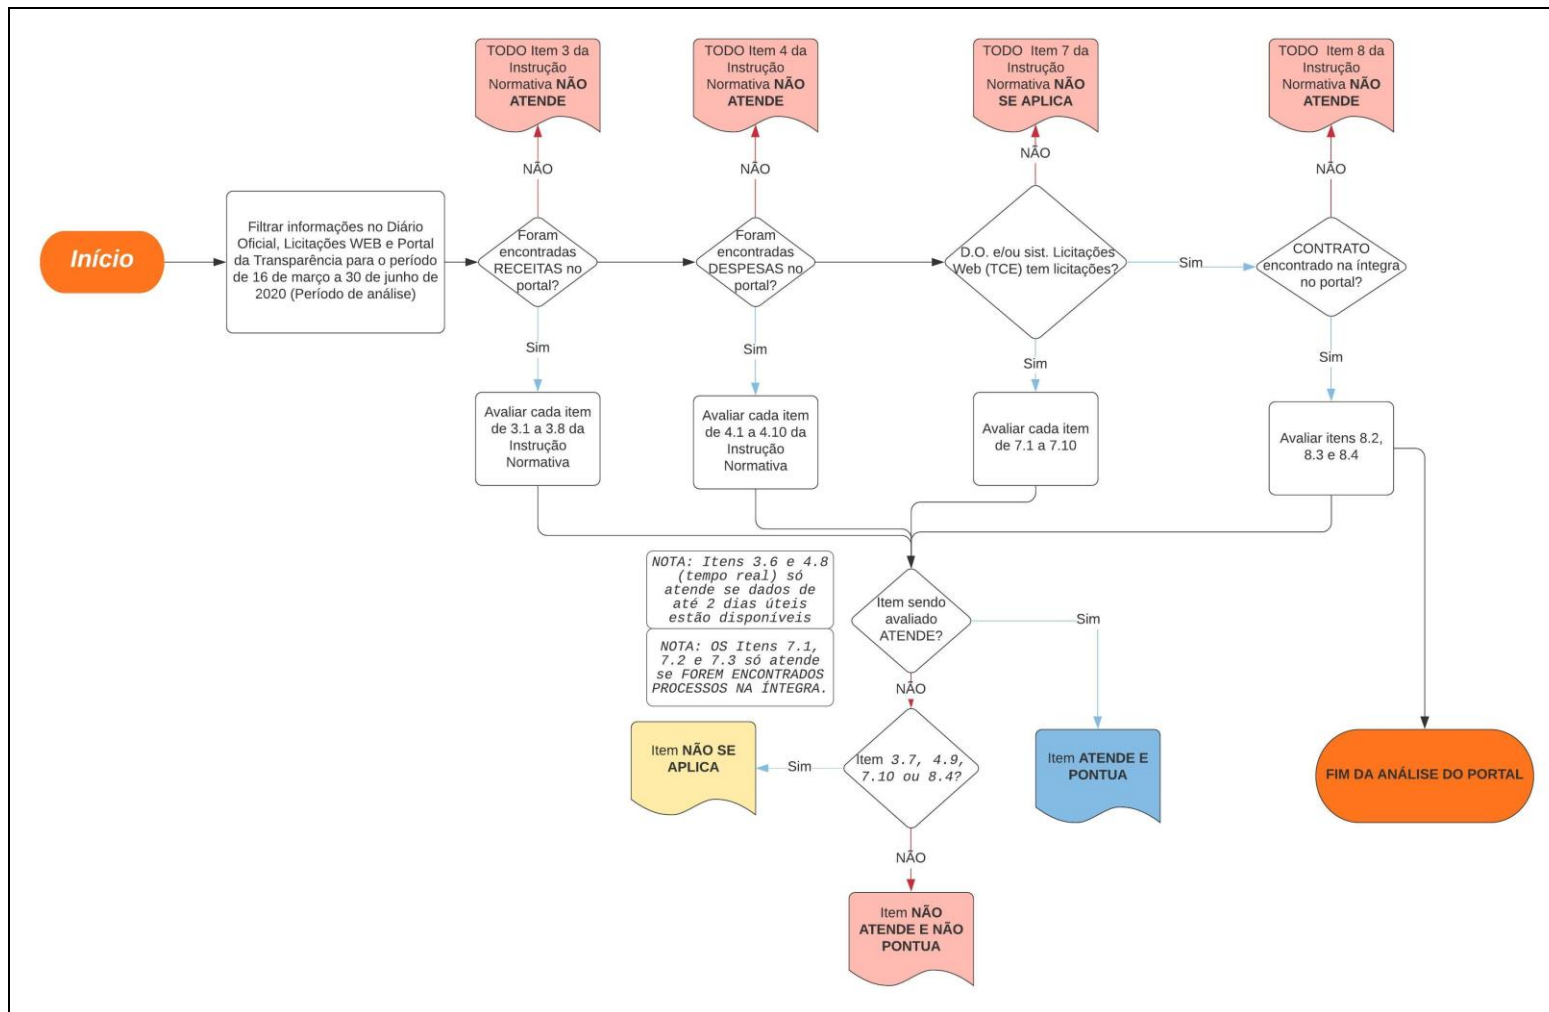 TODO Item 3 da
Instrução
Normativa NÃO
ATENDE
TODO Item 4 da
Instrução
Normativa NÃO
ATENDE
TODO Item 7 da
Instrução
Normativa NÃO
SE APLICA
TODO Item 8 da
Instrução
Normativa NÃO
ATENDE
NÃO
NÃO
NÃO
NÃO
Início
Filtrar informações no Diário
Oficial, Licitações WEB e Portal
da Transparência para o período
de 16 de março a 30 de junho de
2020 (Período de análise)
Foram
encontradas
RECEITAS no
portal?
Foram
encontradas
DESPESAS no
portal?
D.O. e/ou sist. Licitações
Web (TCE) tem licitações?
Sim
CONTRATO
encontrado na íntegra
no portal?
Sim
Sim
Sim
Sim
Avaliar cada item
de 3.1 a 3.8 da
Instrução
Normativa
Avaliar cada item
de 4.1 a 4.10 da
Instrução
Normativa
Avaliar cada item
de 7.1 a 7.10
Avaliar itens 8.2,
8.3 e 8.4
NOTA: Itens 3.6 e 4.8
(tempo real) só
atende se dados de
até 2 dias úteis
estão disponíveis
NOTA: OS Itens 7.1,
7.2 e 7.3 só atende
se FOREM ENCONTRADOS
PROCESSOS NA ÍNTEGRA.
Item sendo
avaliado
ATENDE?
Sim
NÃO
Item NÃO SE
APLICA
Sim
Item 3.7, 4.9,
7.10 ou 8.4?
Item ATENDE E
PONTUA
FIM DA ANÁLISE DO PORTAL
NÃO
Item NÃO
ATENDE E NÃO
PONTUA